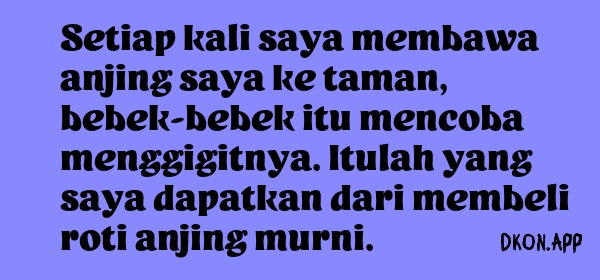 Setiap kali saya membawa
anjing saya ke taman,
bebek-bebek itu mencoba
menggigitnya. Itulah yang
saya dapatkan dari membeli
roti anjing murni.
DKON.APP